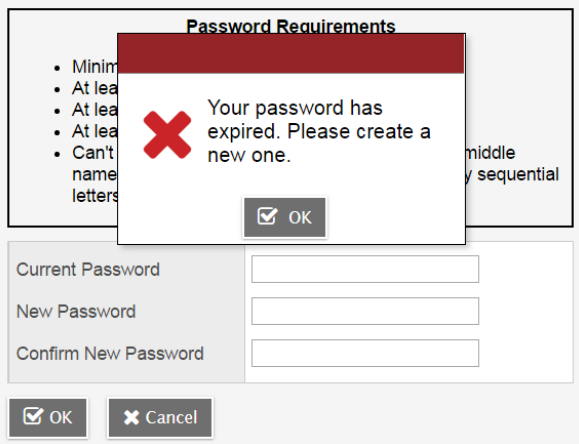 Password Requirements
Minim
At lea
At lea
At lea
Can't middle
name y sequential
letters
Your password has
expired. Please create a
new one.
OK
Current Password
New Password
Confirm New Password
OK
Cancel